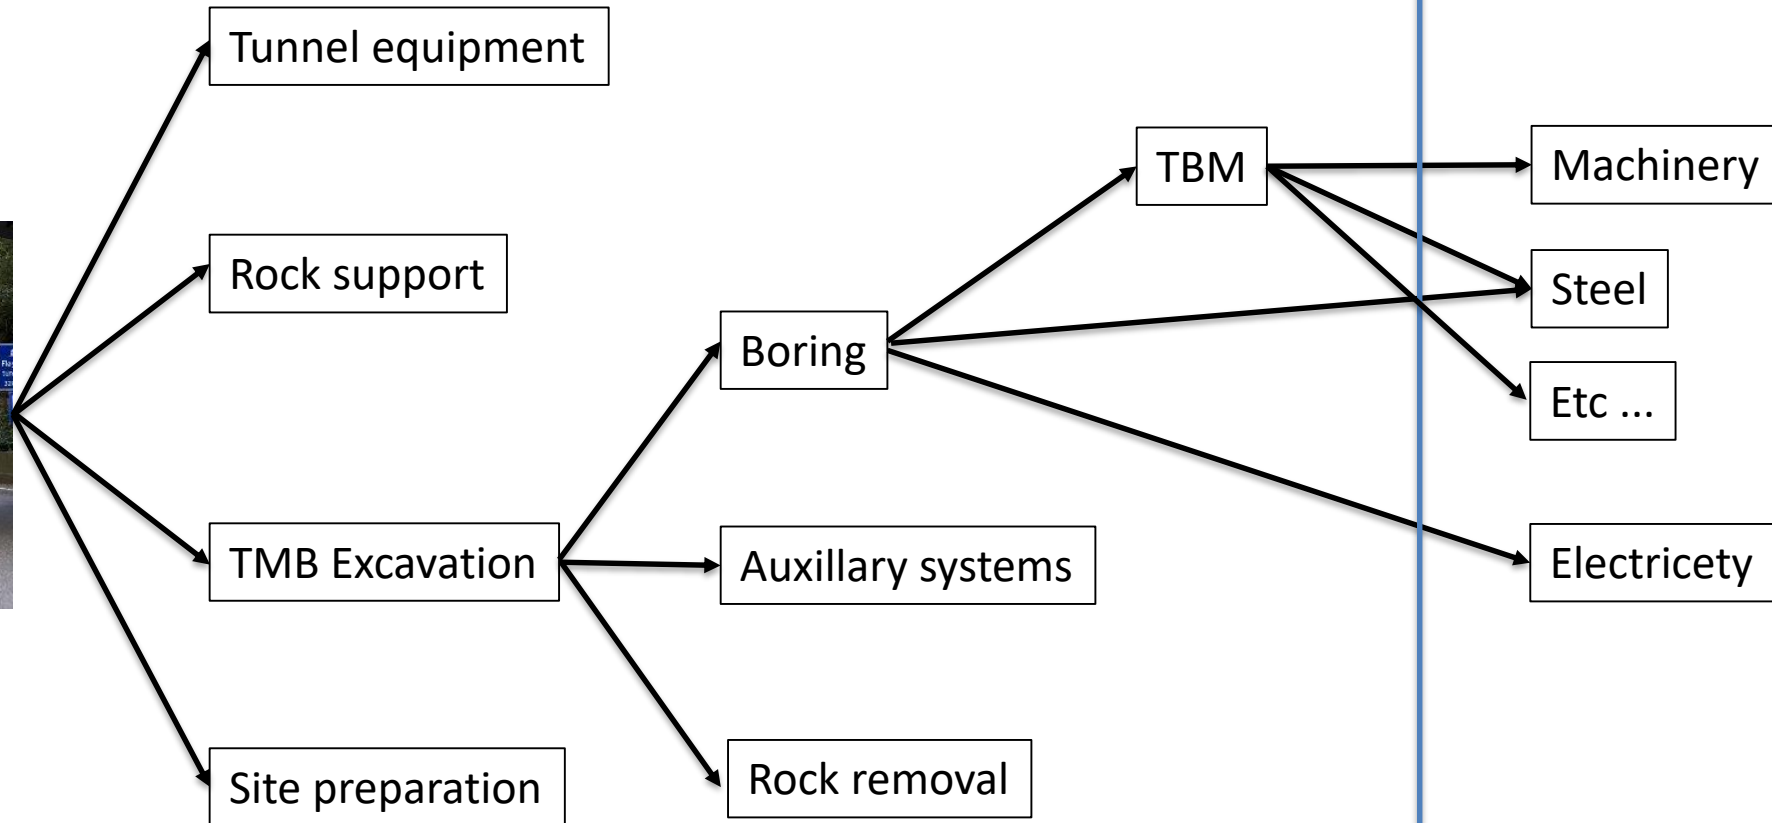 Tunnel equipment
Rock support
TMB Excavation
Site preparation
Boring
Auxillary systems
Rock removal
TBM
Machinery
Steel
Etc ...
Electricety